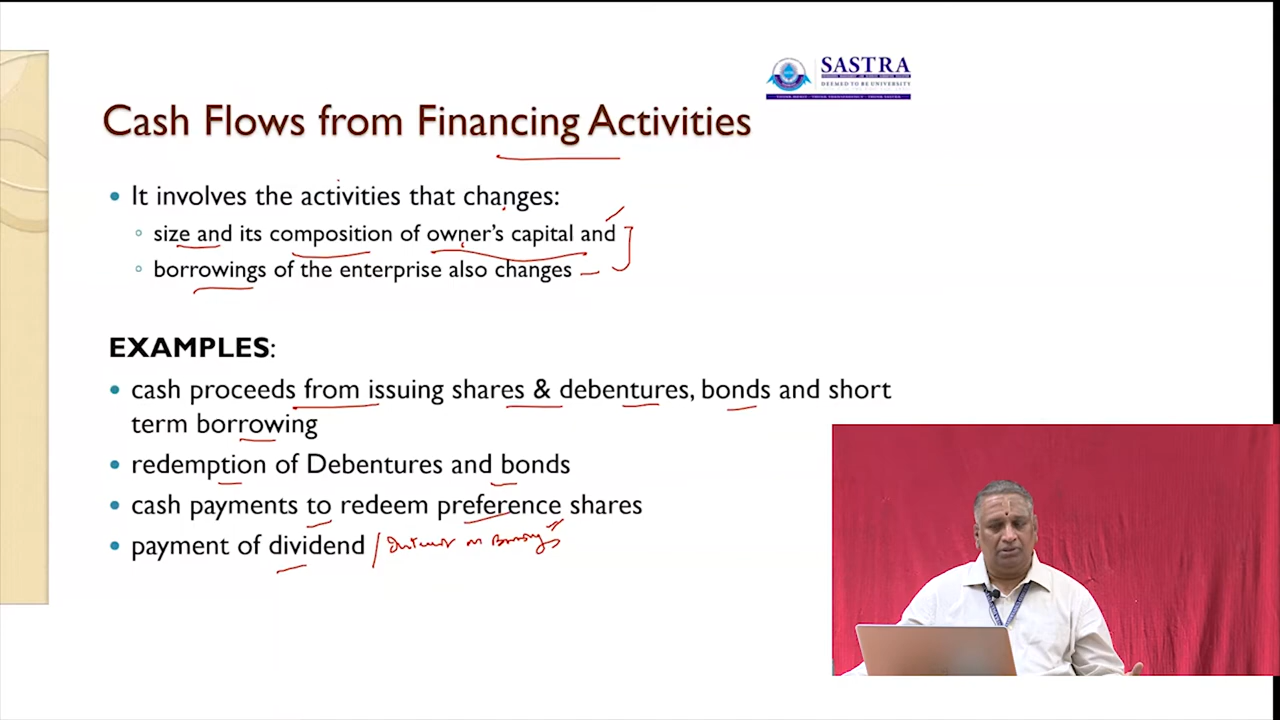 SASTRA
DEEMED TO BE UNIVERSITY
Cash Flows from Financing Activities
It involves the activities that changes:
size and its composition of owner's capital and
borrowings of the enterprise also changes
EXAMPLES:
cash proceeds from issuing shares & debentures, bonds and short
term borrowing
redemption of Debentures and bonds
cash payments to redeem preference shares
payment of dividend /